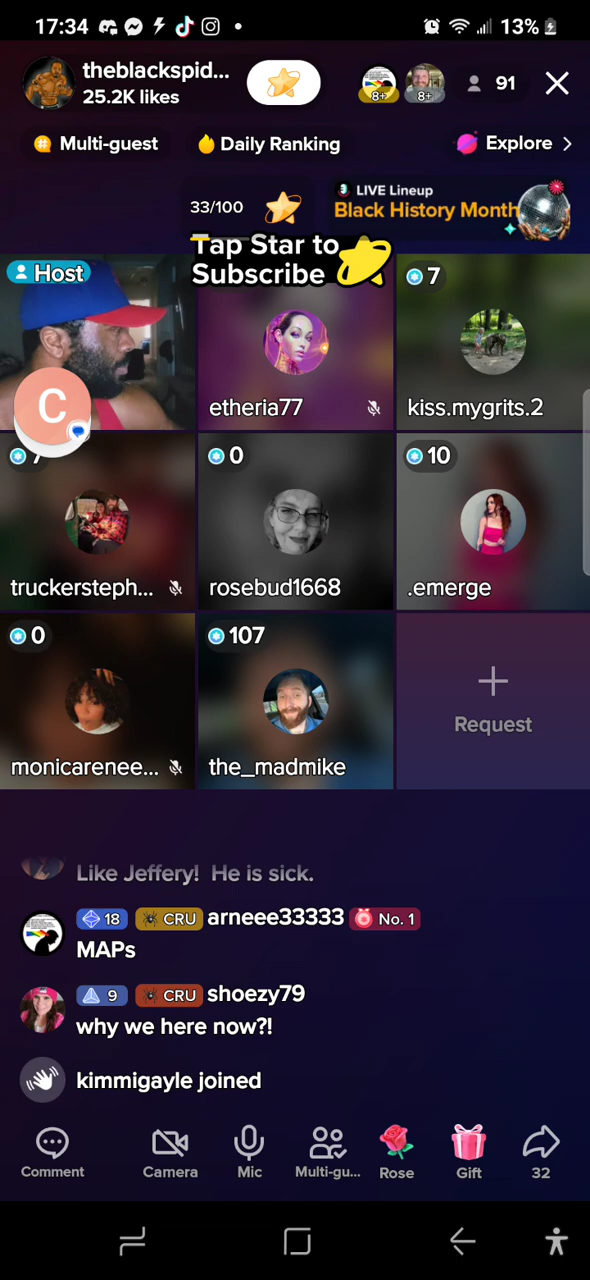 17:34
13%
theblackspid...
25.2K likes
8+
8+
91
Multi-guest
Daily Ranking
Explore >
33/100
LIVE Lineup
Black History Month
Tap Star to
Subscribe
Host
etheria77
7
kiss.mygrits.2
C
7
truckersteph...
0
rosebud1668
10
.emerge
0
monicarenee...
107
the_madmike
+
Request
Like Jeffery! He is sick.
18 CRU arneee33333 No. 1
MAPs
9 CRU shoezy79
why we here now?!
kimmigayle joined
Comment
Camera
Mic
Multi-gu...
Rose
Gift
32